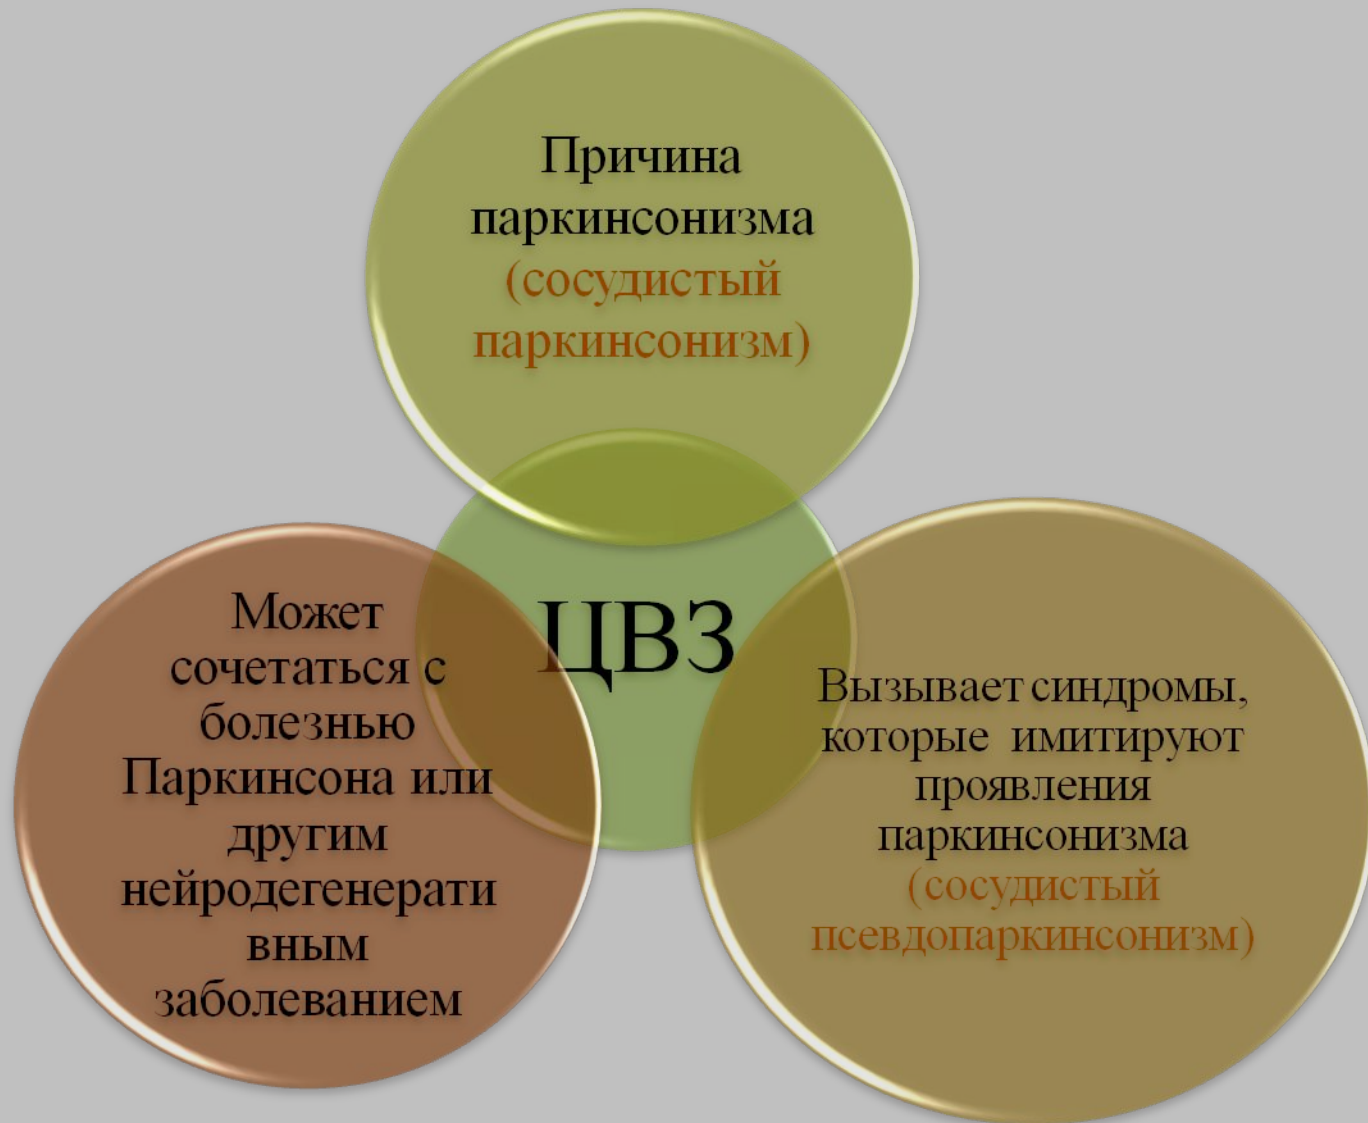 Причина
паркинсонизма
(сосудистый
паркинсонизм)
ЦВЗ
Может
сочетаться с
болезнью
Паркинсона или
другим
нейродегенерати
вным
заболеванием
Вызывает синдромы,
которые имитируют
проявления
паркинсонизма
(сосудистый
псевдопаркинсонизм)